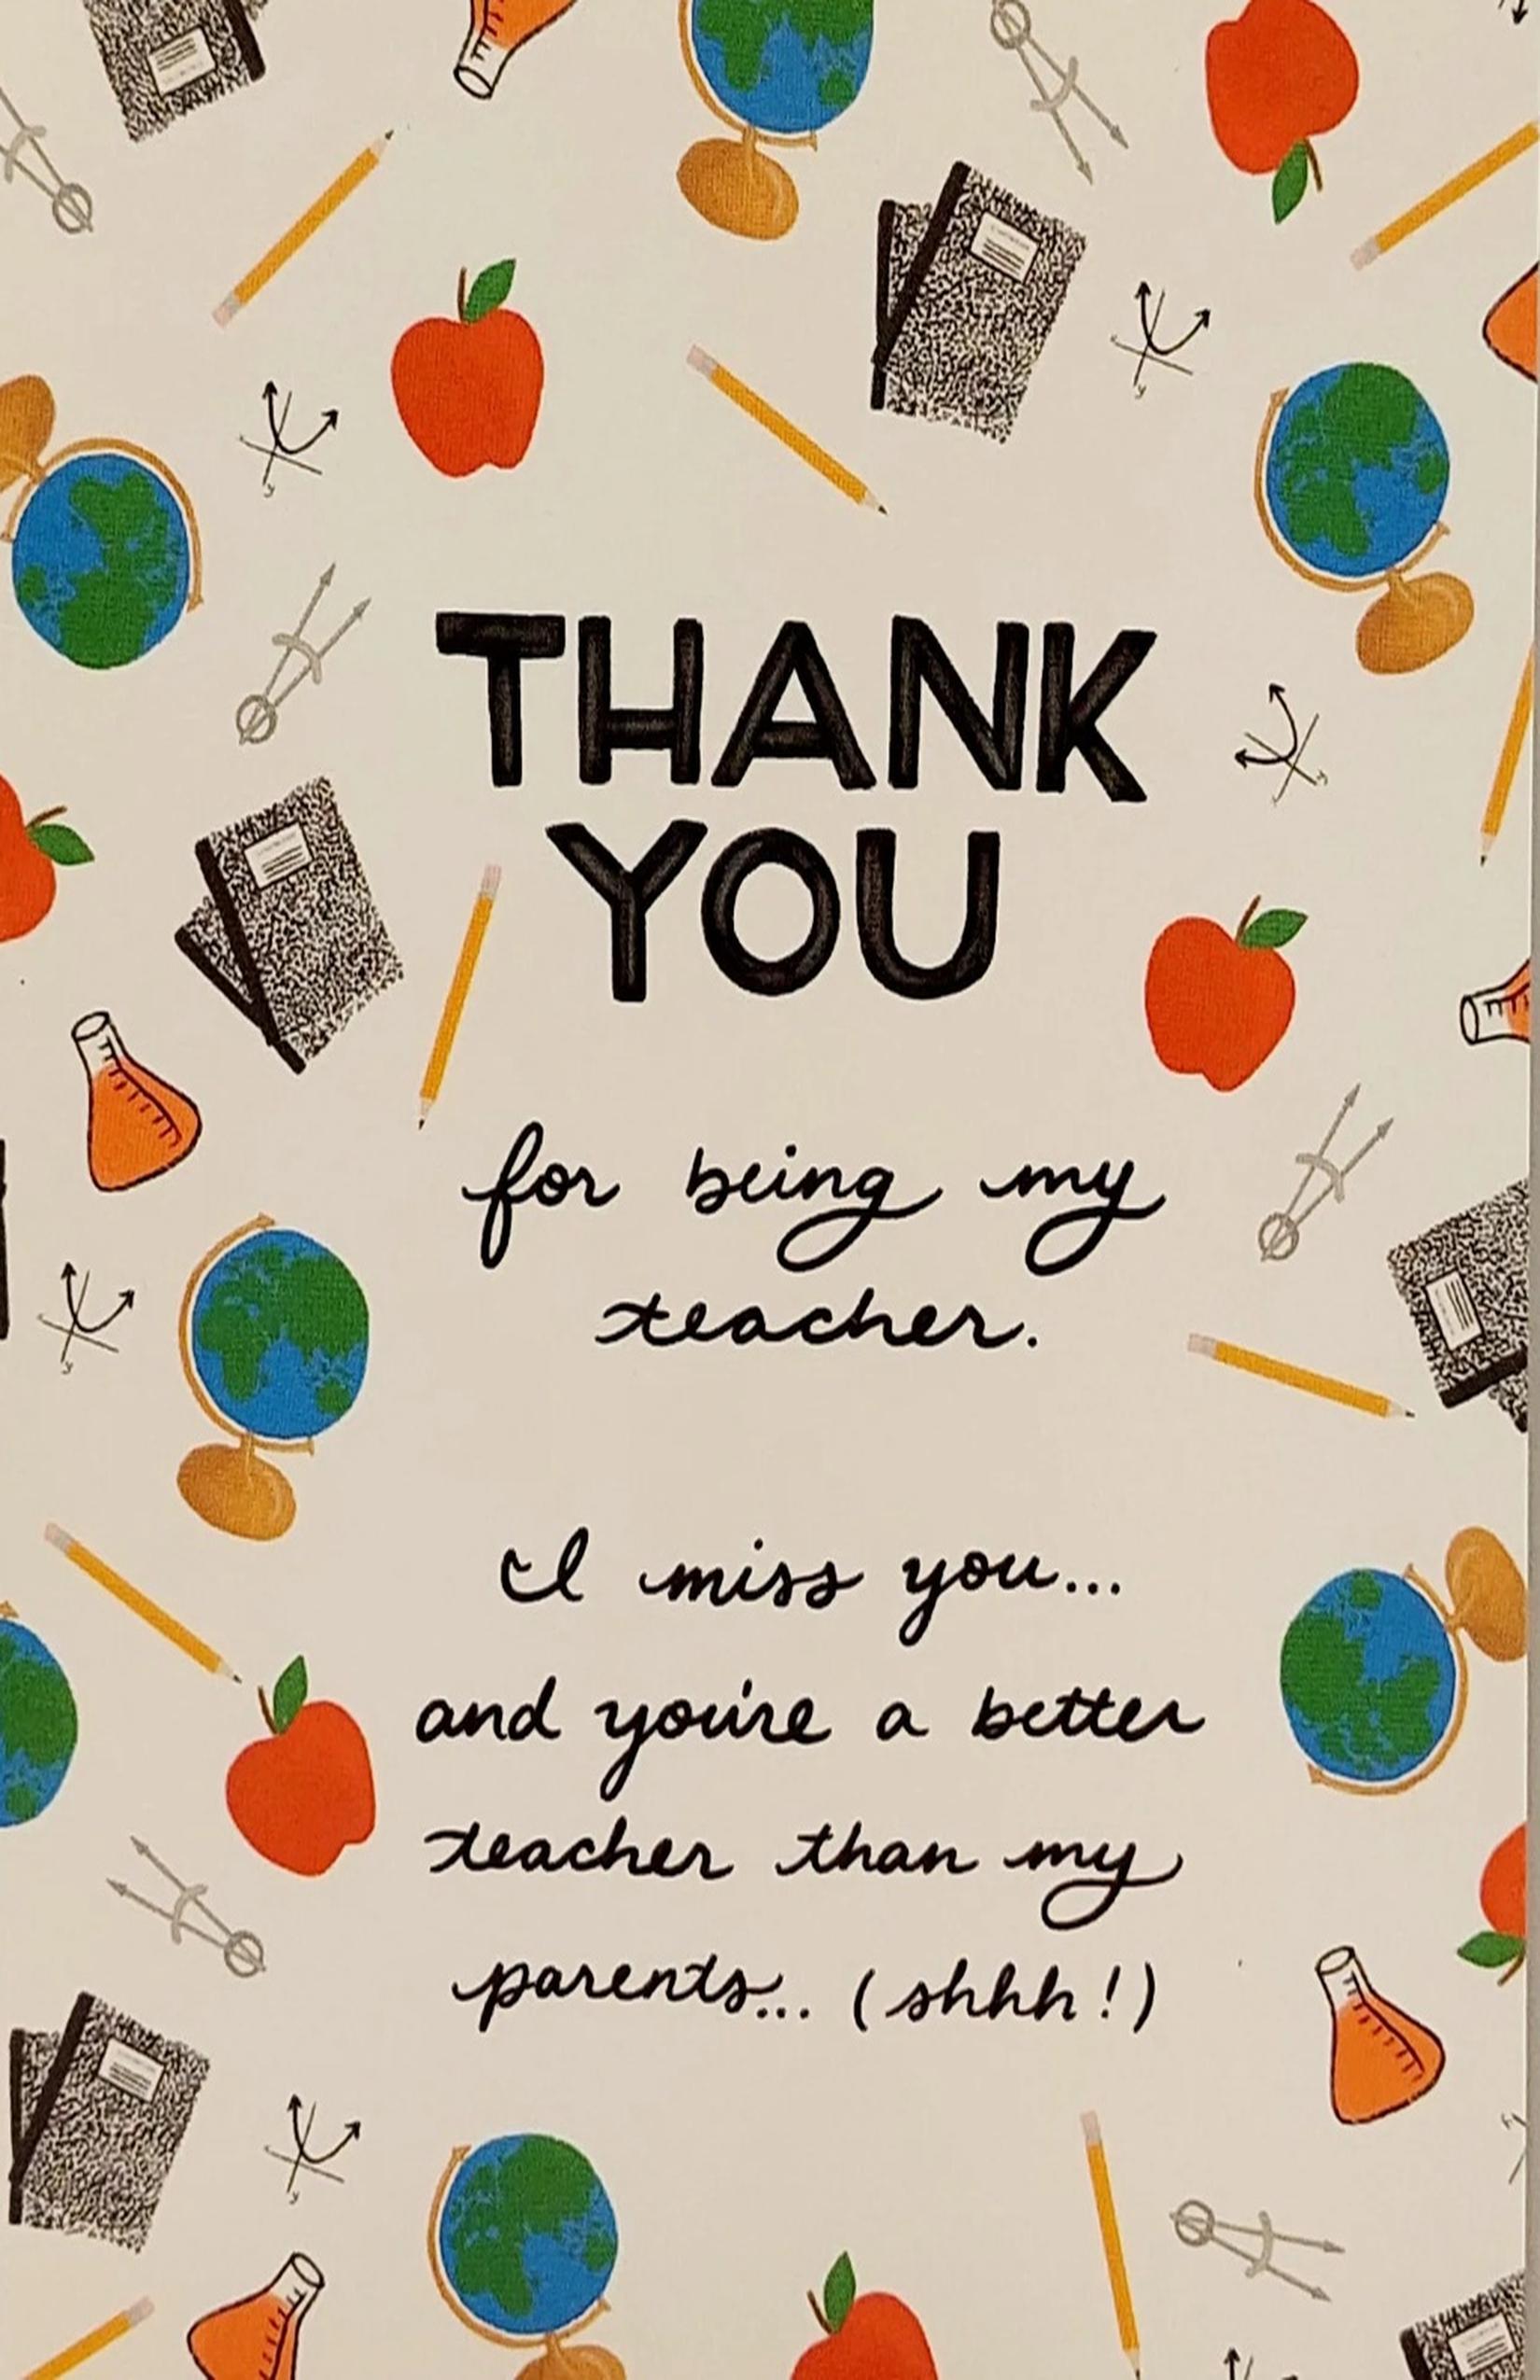 THANK
YOU
for being my
teacher.
I miss you...
and you're a better
teacher than my
parents... (shhh!)